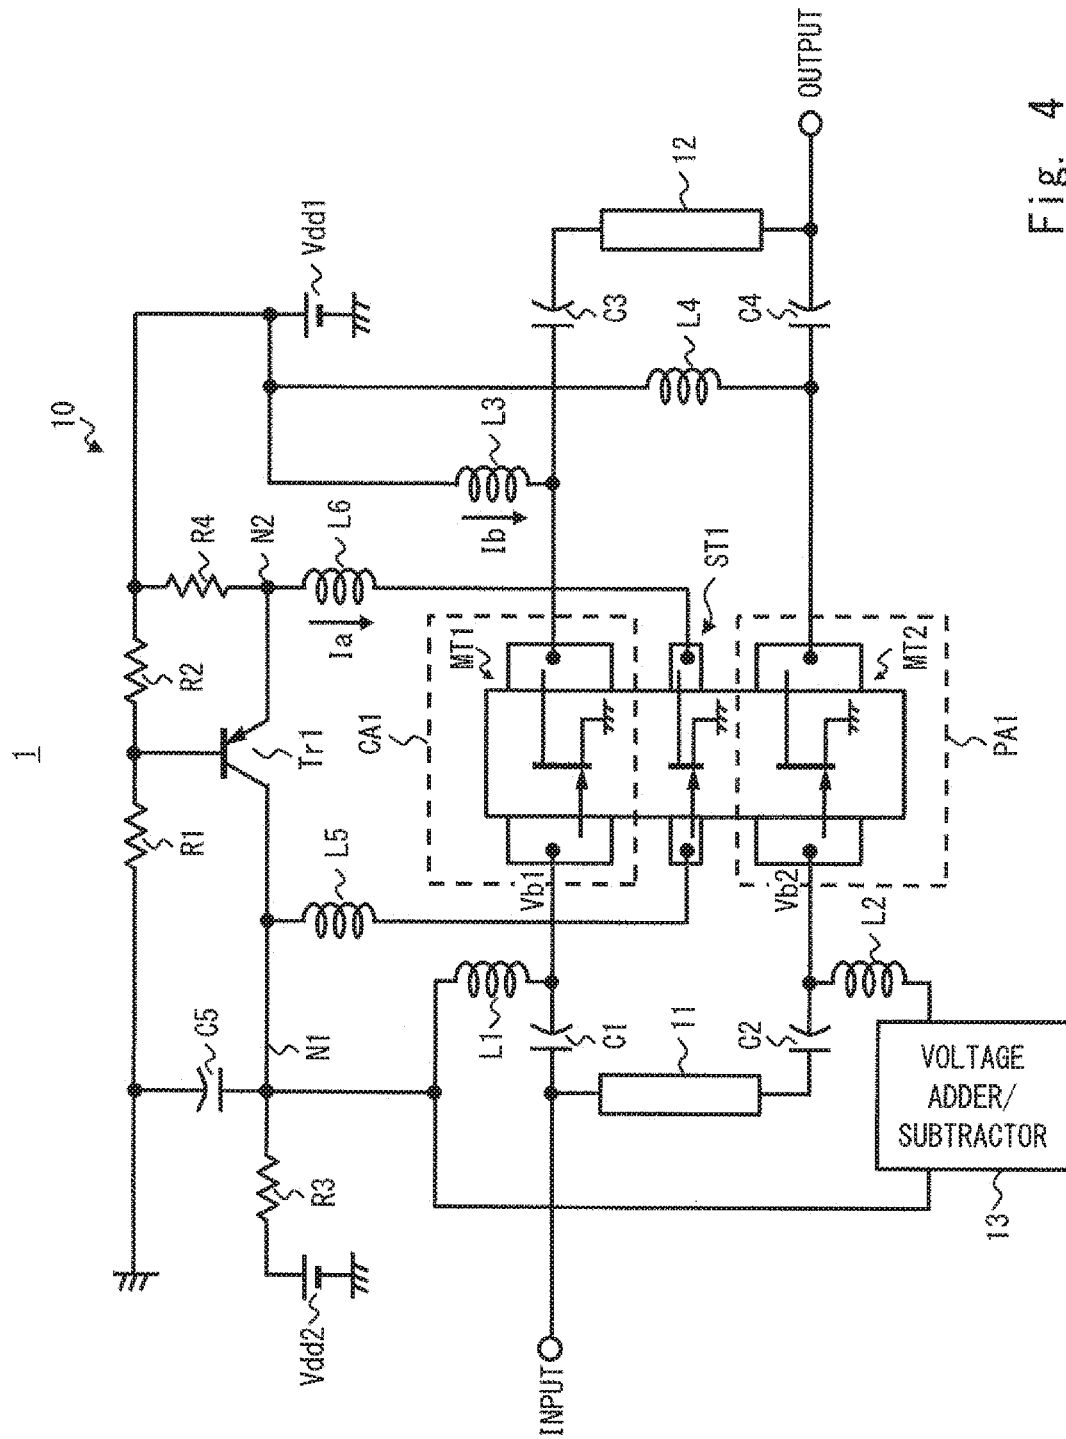 1
10
Vdd1
R4
N2
L6
Ia
L3
Ib
R2
Tr1
R1
L5
C5
N1
R3
Vdd2
12
C3
L4
C4
OUTPUT
ST1
MT1
CA1
MT2
PA1
Vb1
Vb2
L1
C1
11
C2
L2
VOLTAGE
ADDER/
SUBTRACTOR
13
INPUT
Fig. 4